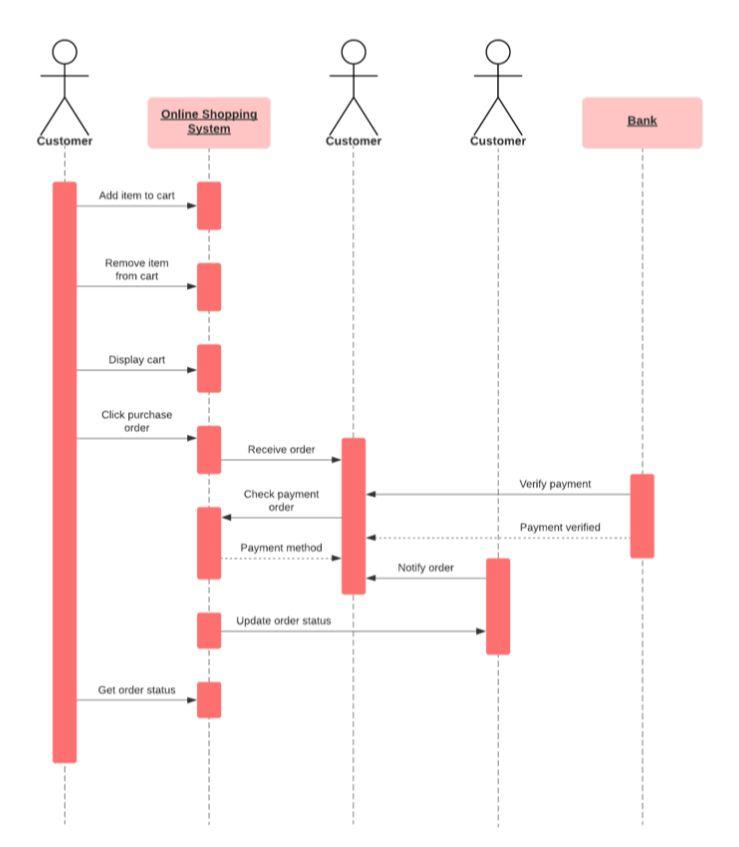 Online Shopping
System
Bank
Customer
Customer
Customer
Add item to cart
Remove item
from cart
Display cart
Click purchase
order
Receive order
Verify payment
Check payment
order
Payment verified
Payment method
Notify order
Update order status
Get order status